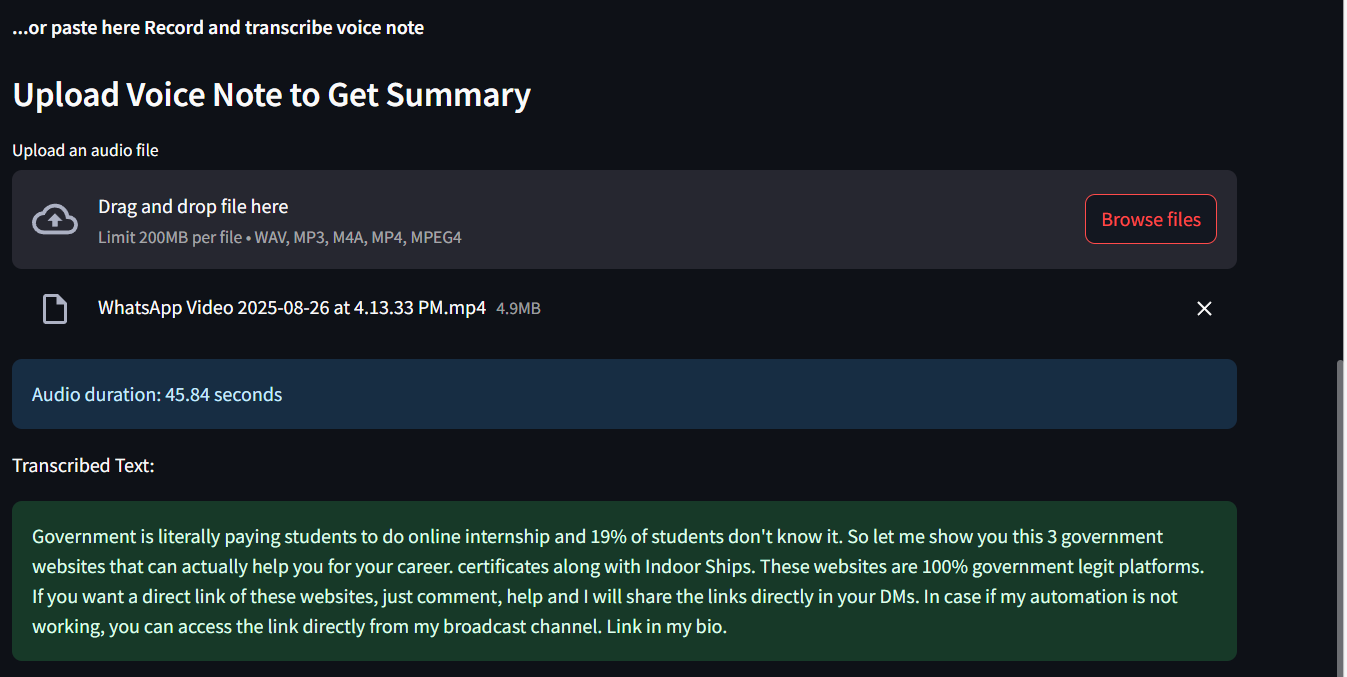 ...or paste here Record and transcribe voice note
Upload Voice Note to Get Summary
Upload an audio file
Drag and drop file here
Limit 200MB per file • WAV, MP3, M4A, MP4, MPEG4
Browse files
WhatsApp Video 2025-08-26 at 4.13.33 PM.mp4 4.9MB
Audio duration: 45.84 seconds
Transcribed Text:
Government is literally paying students to do online internship and 19% of students don't know it. So let me show you this 3 government
websites that can actually help you for your career. certificates along with Indoor Ships. These websites are 100% government legit platforms.
If you want a direct link of these websites, just comment, help and I will share the links directly in your DMs. In case if my automation is not
working, you can access the link directly from my broadcast channel. Link in my bio.